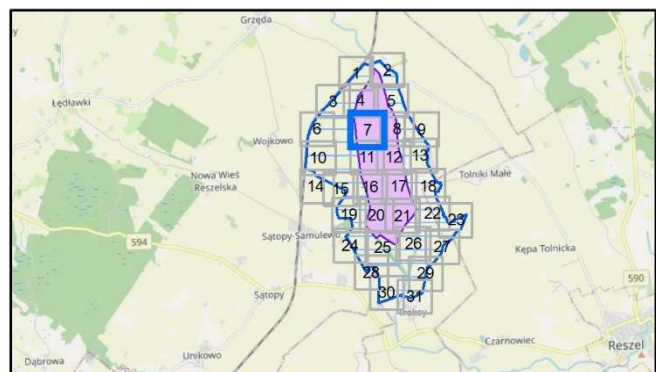 Grzęda
1 2
Łędławki
3 4 5
6 7 8 9
Wojkowo
10 11 12 13
Tolniki Małe
Nowa Wieś
Reszelska
14 15 16 17 18
19 20 21 22 23
594
Sątopy-Samulewo
24 25 26 27
Kępa Tolnicka
590
28 29
Sątopy
30 31
Trolisy
Czarnowiec
Reszel
Unikowo
Dąbrowa